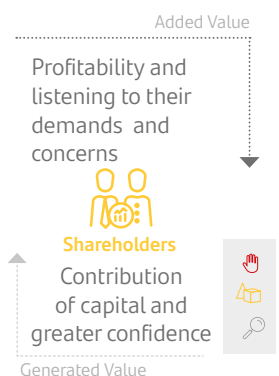 Added Value
Profitability and
listening to their
demands and
concerns
Shareholders
Contribution
of capital and
greater confidence
Generated Value